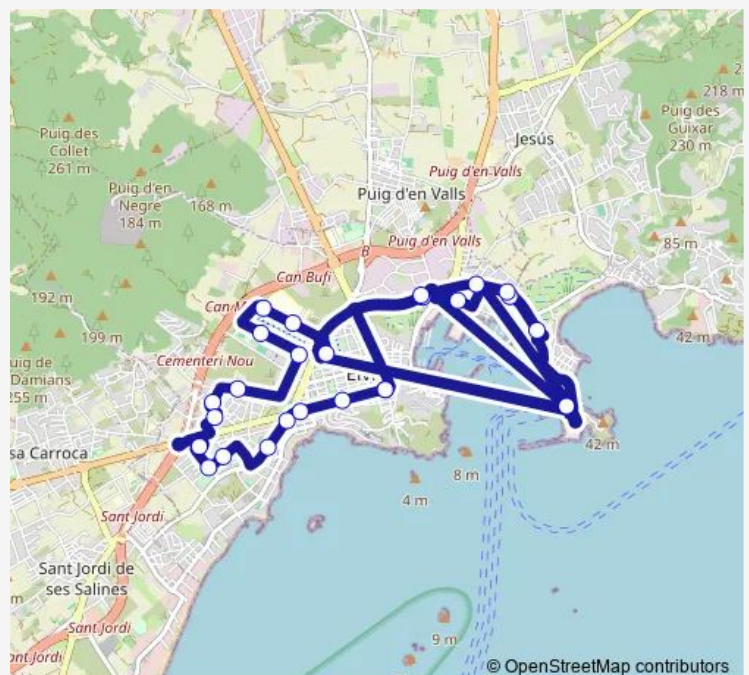 218 m
Puig des
Guixar
230 m
Jesús
Puig des
Collet
261 m
Puig d'en-Valls
Puig d'en
Negre
184 m
168 m
Puig d'en Valls
Puig d'en Valls
85 m
B
Can Bufí
192 m
199 m
42 m
Cementeri Nou
Damians
255 m
sa Carroca
42 m
8 m
4 m
Sant Jordi
Sant Jordi de
ses Salines
Sant Jordi
9 m
© OpenStreetMap contributors